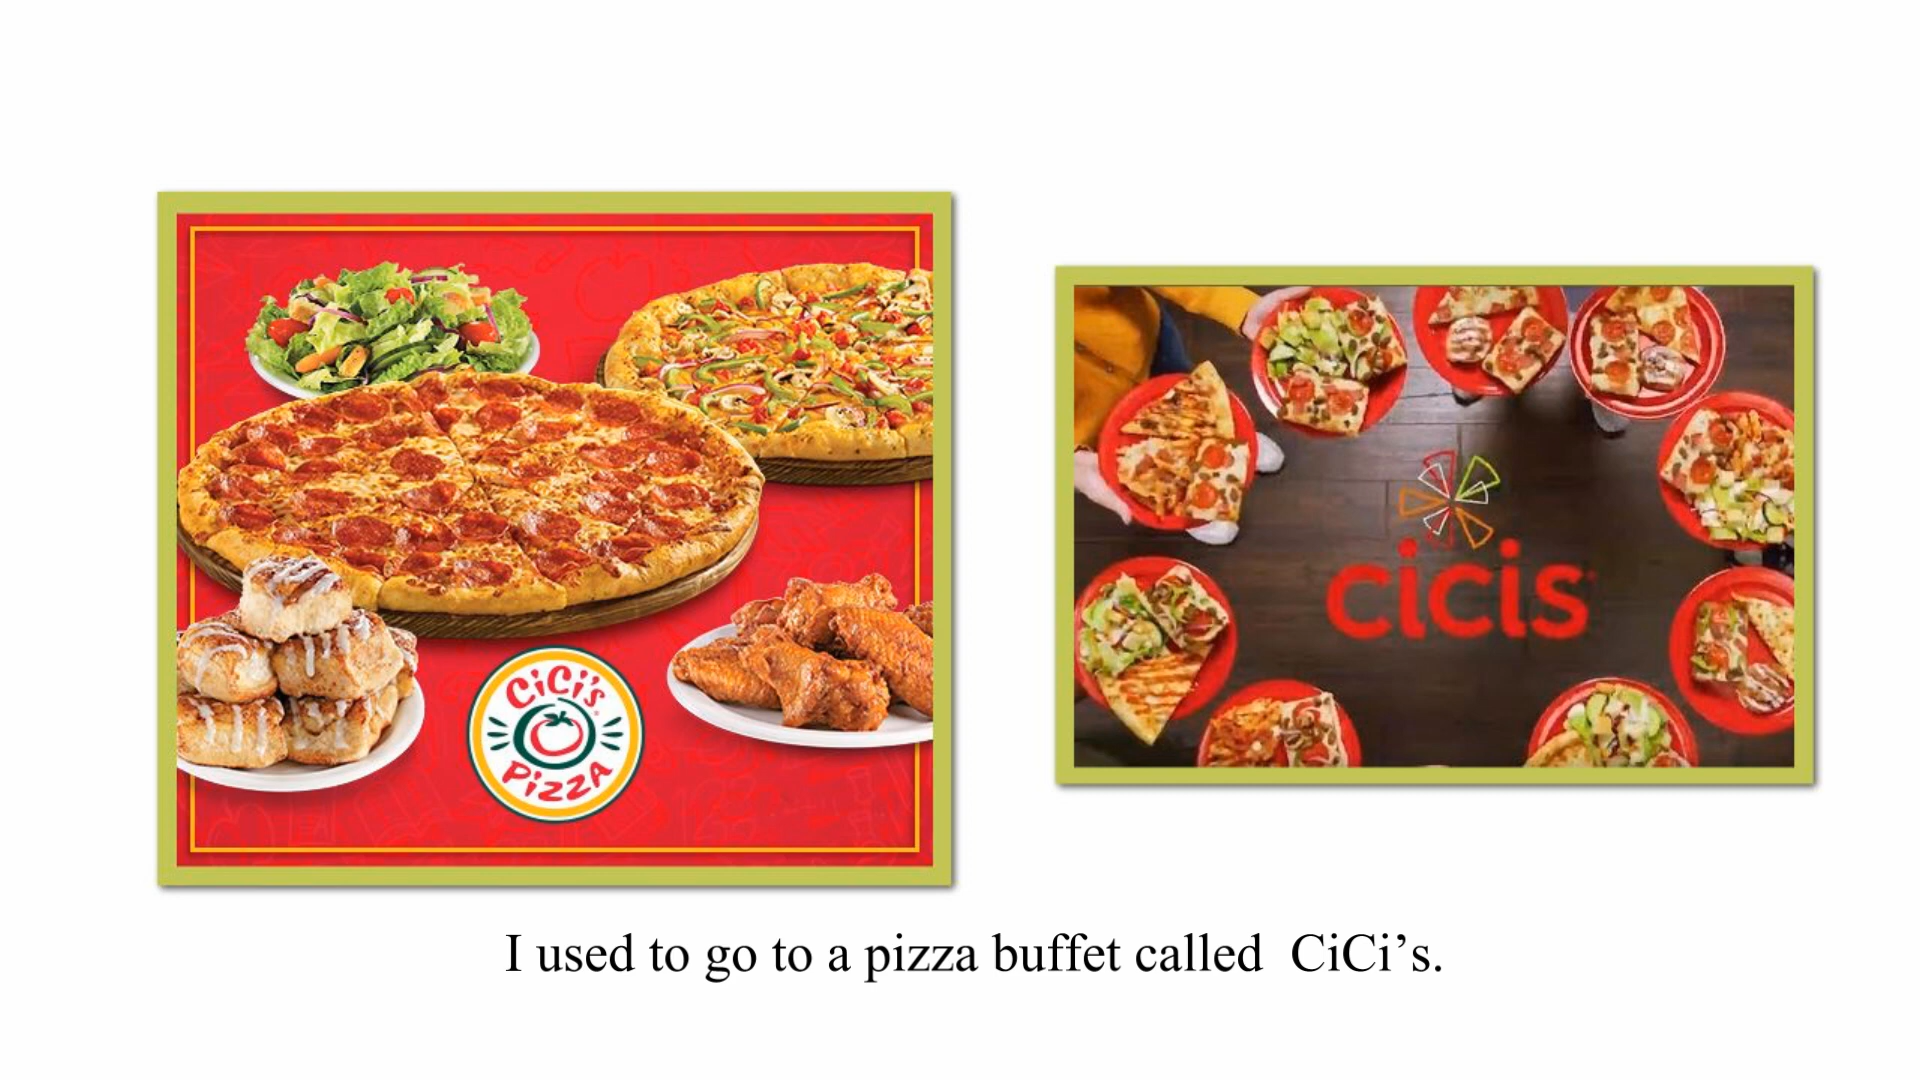 CiCi's
Pizza
cicis
I used to go to a pizza buffet called  CiCi’s.